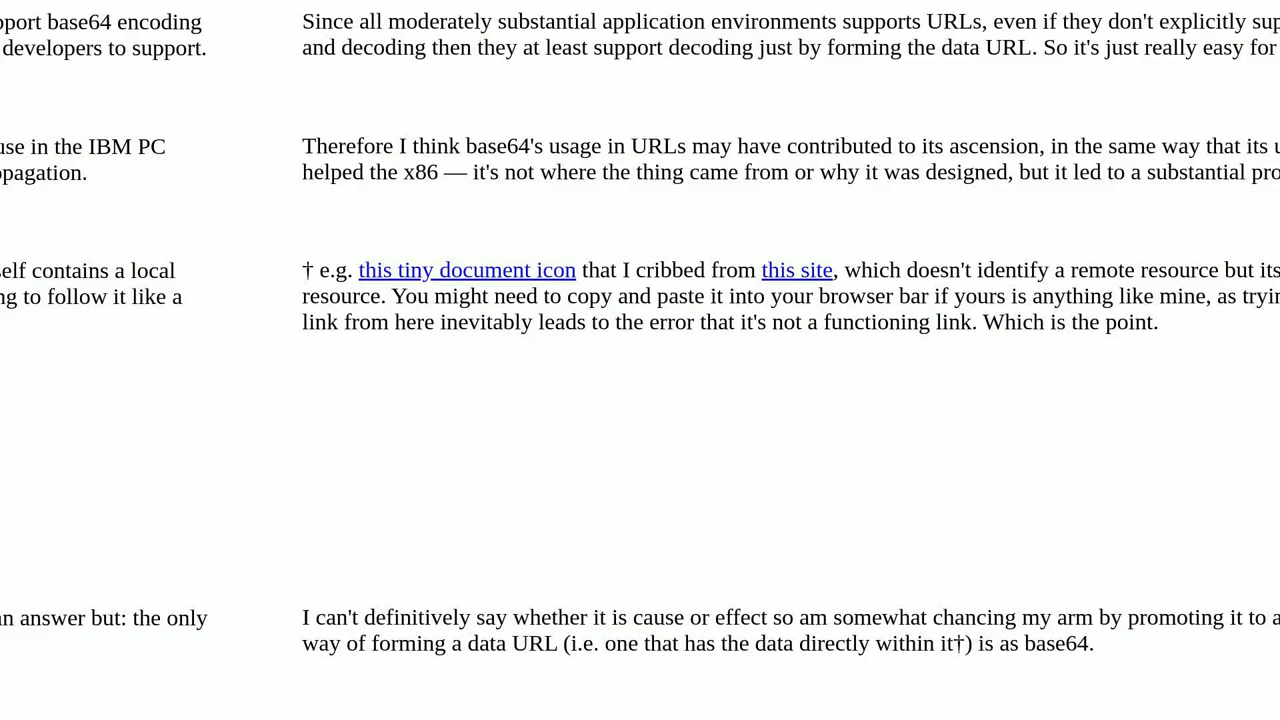 pport base64 encoding
developers to support.
use in the IBM PC
opagation.
self contains a local
ng to follow it like a
an answer but: the only
Since all moderately substantial application environments supports URLs, even if they don't explicitly sup
and decoding then they at least support decoding just by forming the data URL. So it's just really easy for
Therefore I think base64's usage in URLs may have contributed to its ascension, in the same way that its u
helped the x86 — it's not where the thing came from or why it was designed, but it led to a substantial pro
† e.g. this tiny document icon that I cribbed from this site, which doesn't identify a remote resource but its
resource. You might need to copy and paste it into your browser bar if yours is anything like mine, as tryin
link from here inevitably leads to the error that it's not a functioning link. Which is the point.
I can't definitively say whether it is cause or effect so am somewhat chancing my arm by promoting it to a
way of forming a data URL (i.e. one that has the data directly within it†) is as base64.